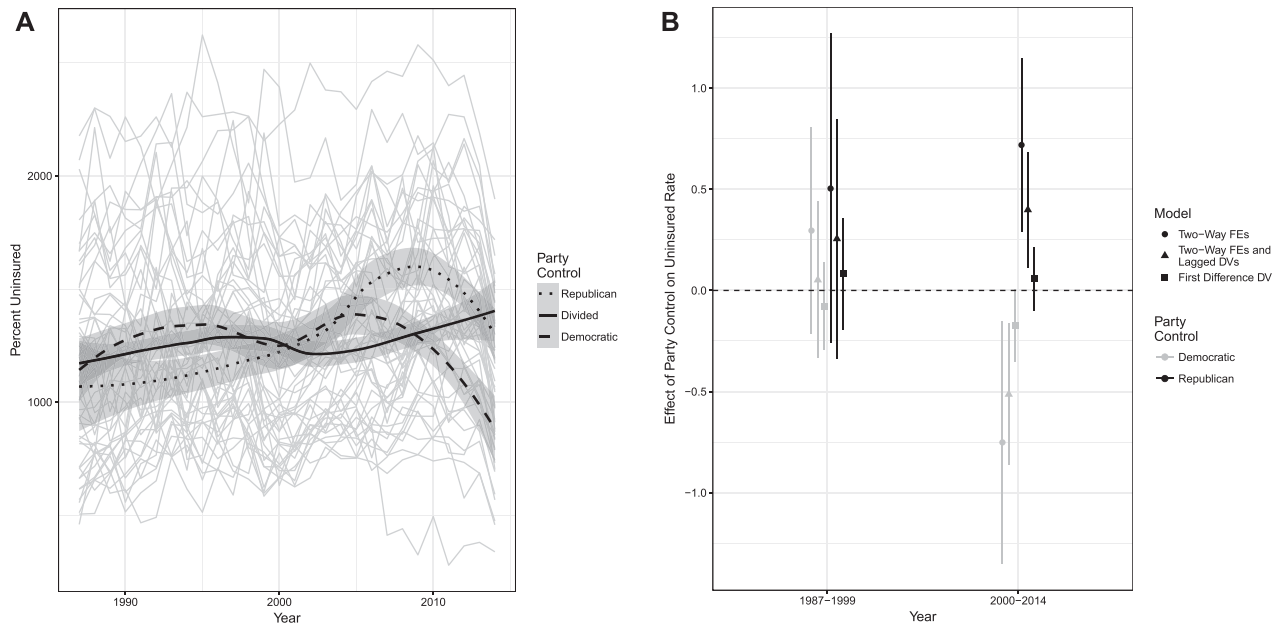 A
Percent Uninsured
2000
1000
1990
2000
2010
Year
Party
Control
Republican
Divided
Democratic
B
Effect of Party Control on Uninsured Rate
1.0
0.5
0.0
−0.5
−1.0
1987−1999
2000−2014
Year
Model
Two−Way FEs
Two−Way FEs and
Lagged DVs
First Difference DV
Party
Control
Democratic
Republican